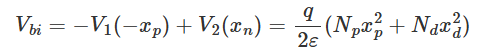 V_{bi} = -V_1(-x_p) + V_2(x_n) = \frac{q}{2\varepsilon}(N_p x_p^2 + N_d x_d^2)